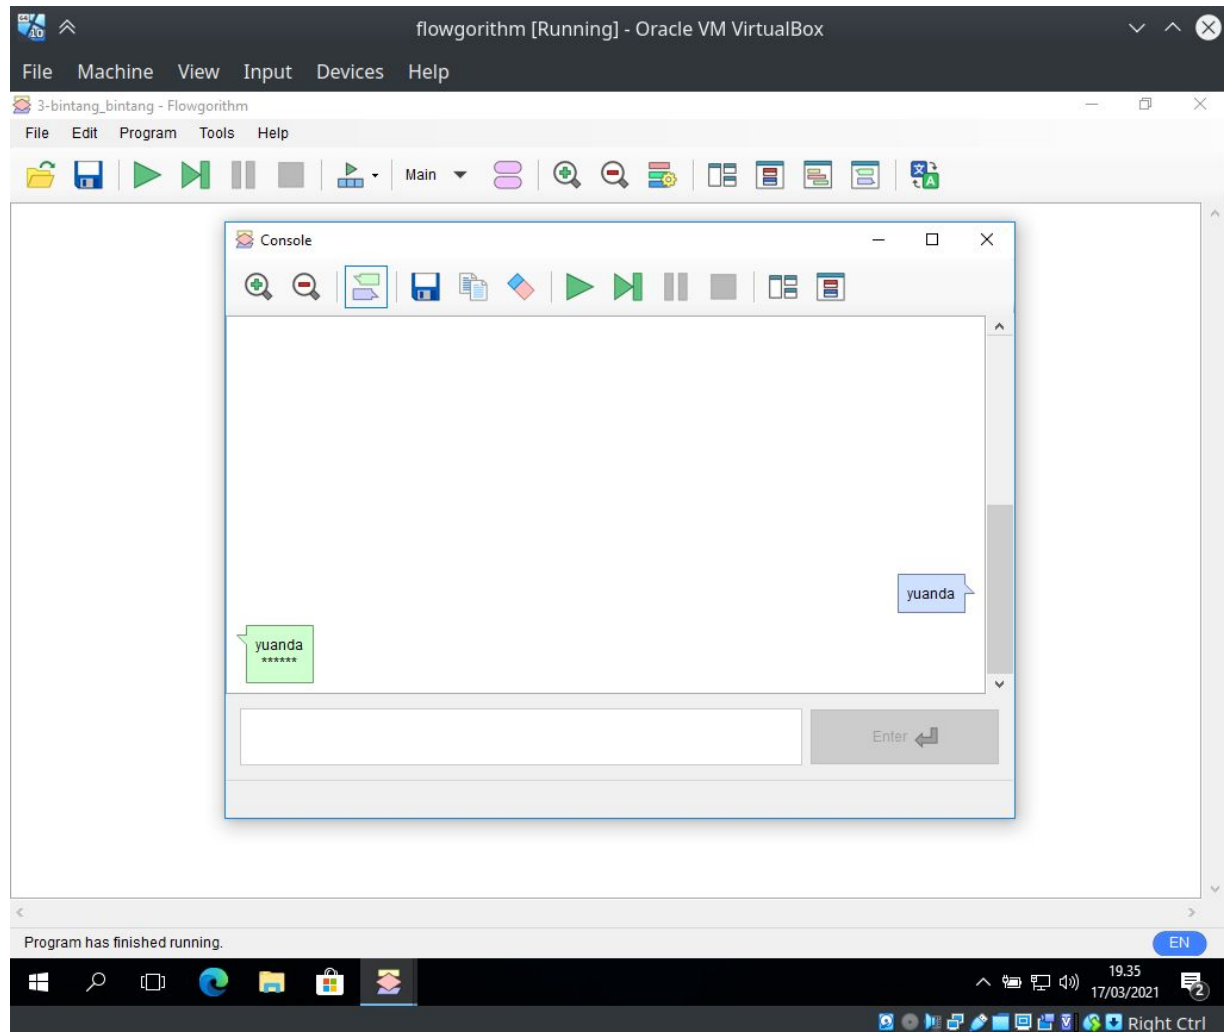 flowgorithm [Running] - Oracle VM VirtualBox
File Machine View Input Devices Help
3-bintang_bintang - Flowgorithm
File Edit Program Tools Help
Main
Console
yuanda
yuanda
******
Enter
Program has finished running.
EN
19.35
17/03/2021
2
Right Ctrl